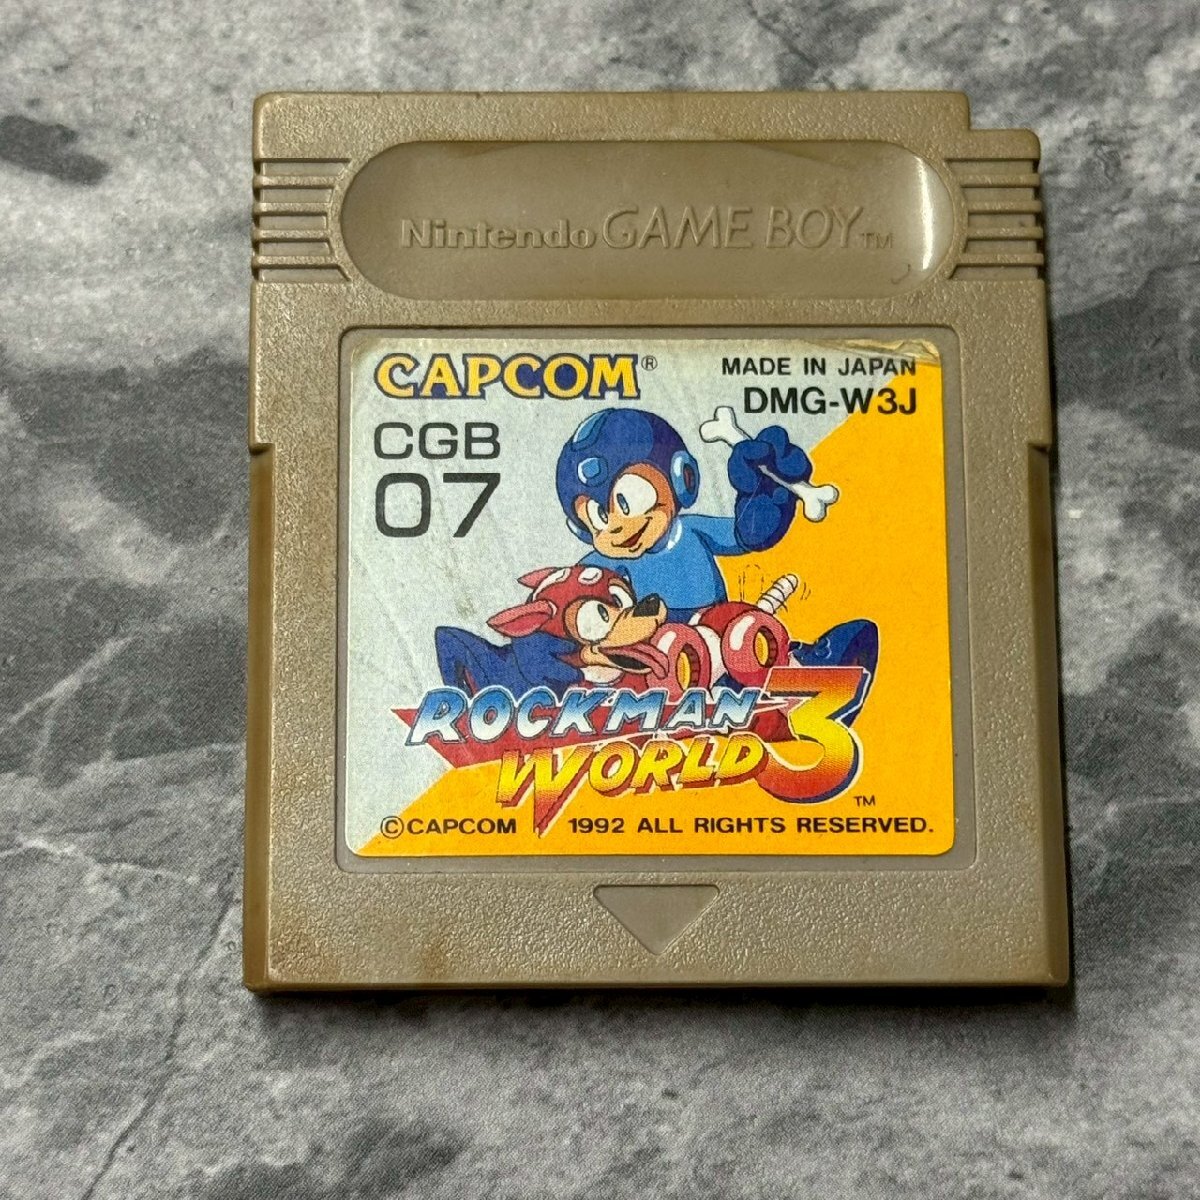 Nintendo GAME BOY™
CAPCOM®
MADE IN JAPAN
DMG-W3J
CGB
07
ROCKMAN
WORLD 3
™
©CAPCOM 1992 ALL RIGHTS RESERVED.